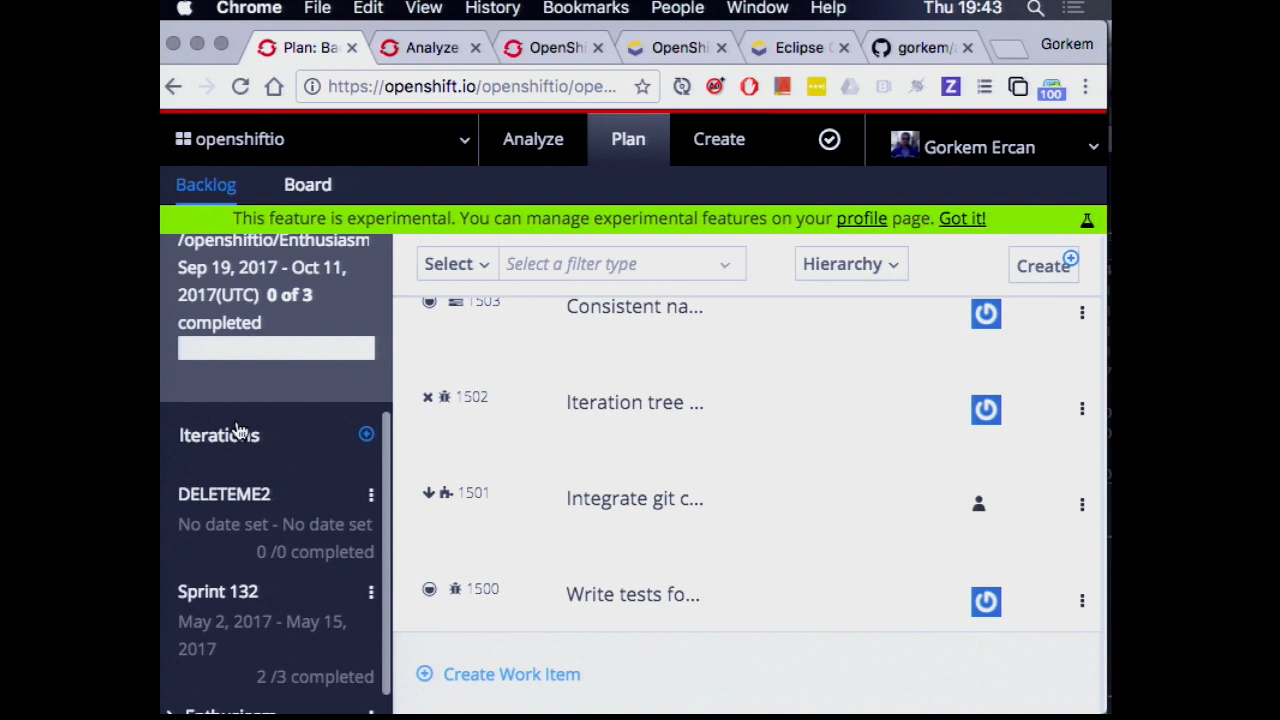 Chrome File Edit View History Bookmarks People Window Help Thu 19:43
Plan: Ba Analyze OpenShi OpenShi Eclipse C gorkem/a Gorkem
https://openshift.io/openshiftio/ope... Z 100
openshiftio Analyze Plan Create Gorkem Ercan
Backlog Board
This feature is experimental. You can manage experimental features on your profile page. Got it!
/openshiftio/Enthusiasm
Sep 19, 2017 - Oct 11,
2017(UTC) 0 of 3
completed
Select Select a filter type Hierarchy Create
1503 Consistent na...
1502 Iteration tree ...
1501 Integrate git c...
1500 Write tests fo...
Create Work Item
Iterations
DELETEME2
No date set - No date set
0 /0 completed
Sprint 132
May 2, 2017 - May 15,
2017
2 /3 completed
Enthusiasm